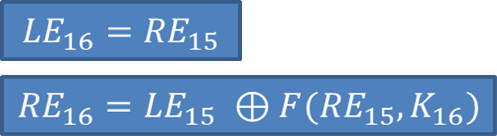 LE₁₆ = RE₁₅
RE₁₆ = LE₁₅ ⊕ F(RE₁₅, K₁₆)